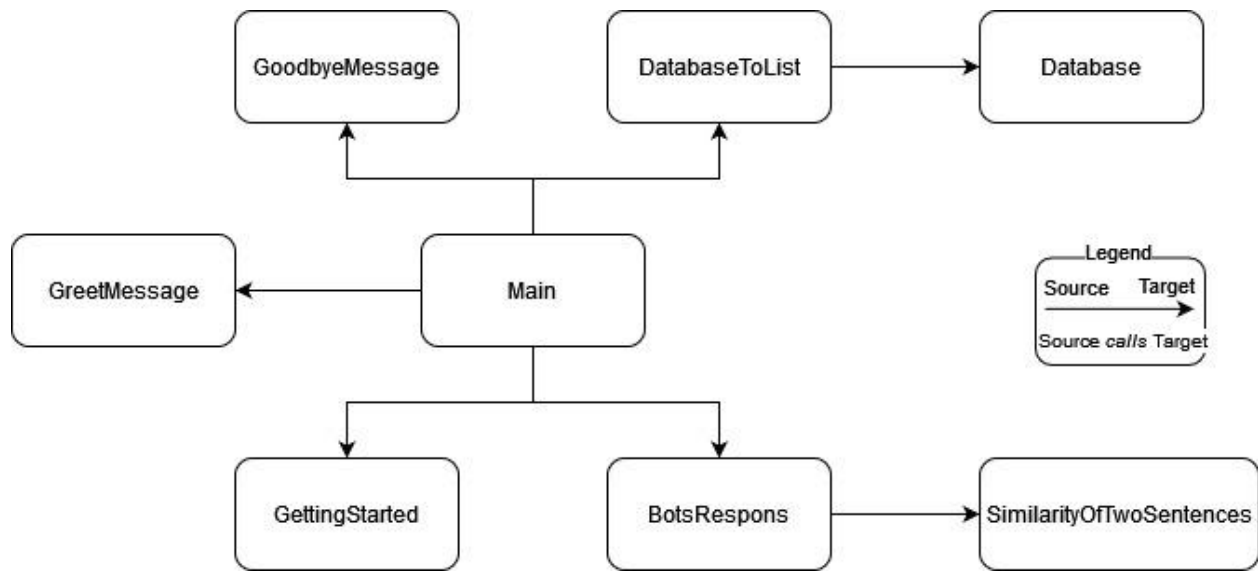 GoodbyeMessage
DatabaseToList
Database
GreetMessage
Main
Legend
Source Target
Source calls Target
GettingStarted
BotsRespons
SimilarityOfTwoSentences